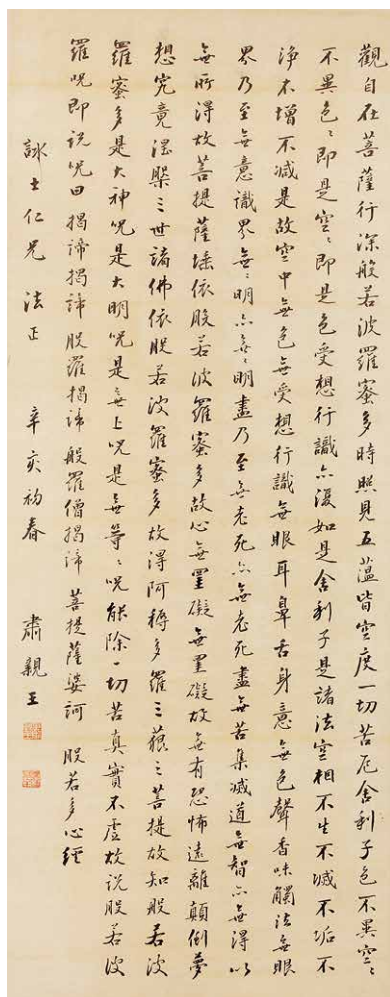 觀自在菩薩行深般若波羅蜜多時照見五蕴皆空度一切苦厄舍利子色不異空〻
不異色〻即是空〻即是色受想行識亦復如是舍利子是諸法空相不生不滅不垢不
淨不增不減是故空中無色無受想行識無眼耳鼻舌身意無色聲香味觸法無眼
界乃至無意識界無〻明亦無〻明盡乃至無老死亦無老死盡無苦集滅道無智亦無得以
無所得故菩提薩埵依般若波羅蜜多故心無罣礙無罣礙故無有恐怖遠離顛倒夢
想究竟涅槃三世諸佛依般若波羅蜜多故得阿耨多羅三藐三菩提故知般若波
羅蜜多是大神咒是大明咒是無上咒是無等〻咒能除一切苦真實不虛故說般若波
羅咒即說咒曰 揭諦揭諦 般羅揭諦 般羅僧揭諦 菩提薩婆訶 般若多心經
詠士仁兄法正 辛亥初春 肅親王